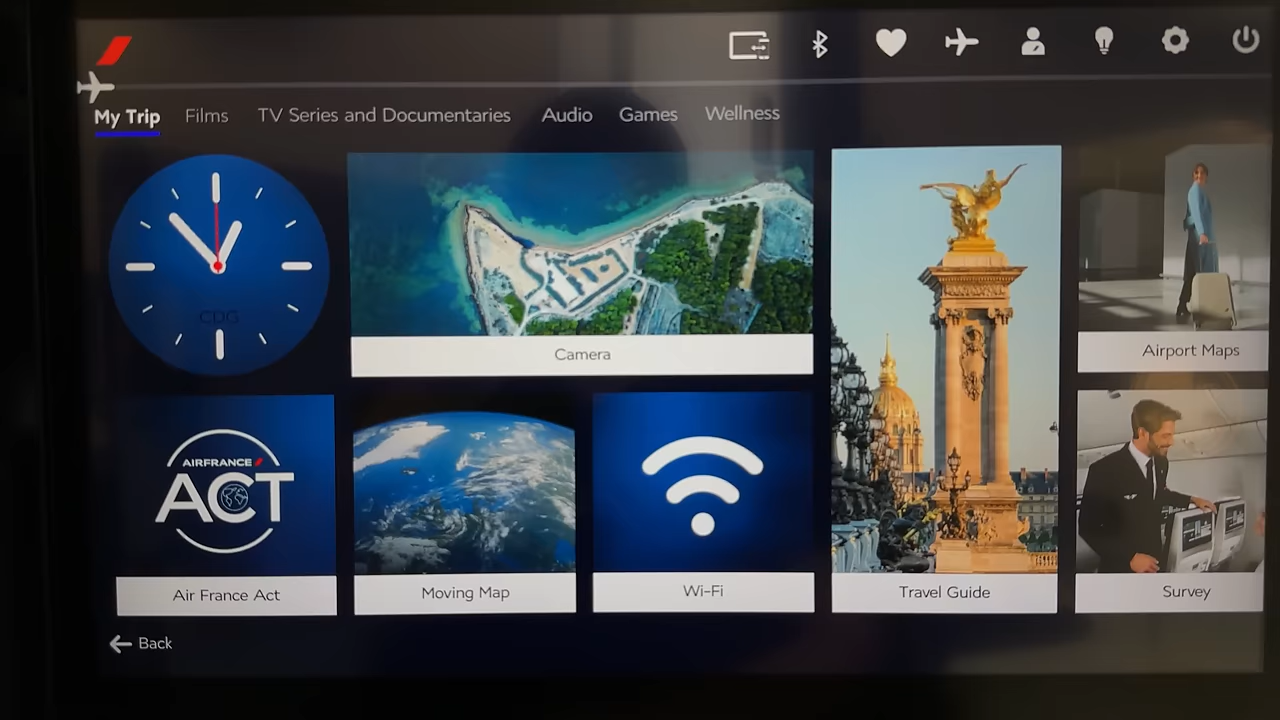 My Trip
Films
TV Series and Documentaries
Audio
Games
Wellness
CDG
Camera
Airport Maps
AIRFRANCE
ACT
Air France Act
Moving Map
Wi-Fi
Travel Guide
Survey
Back